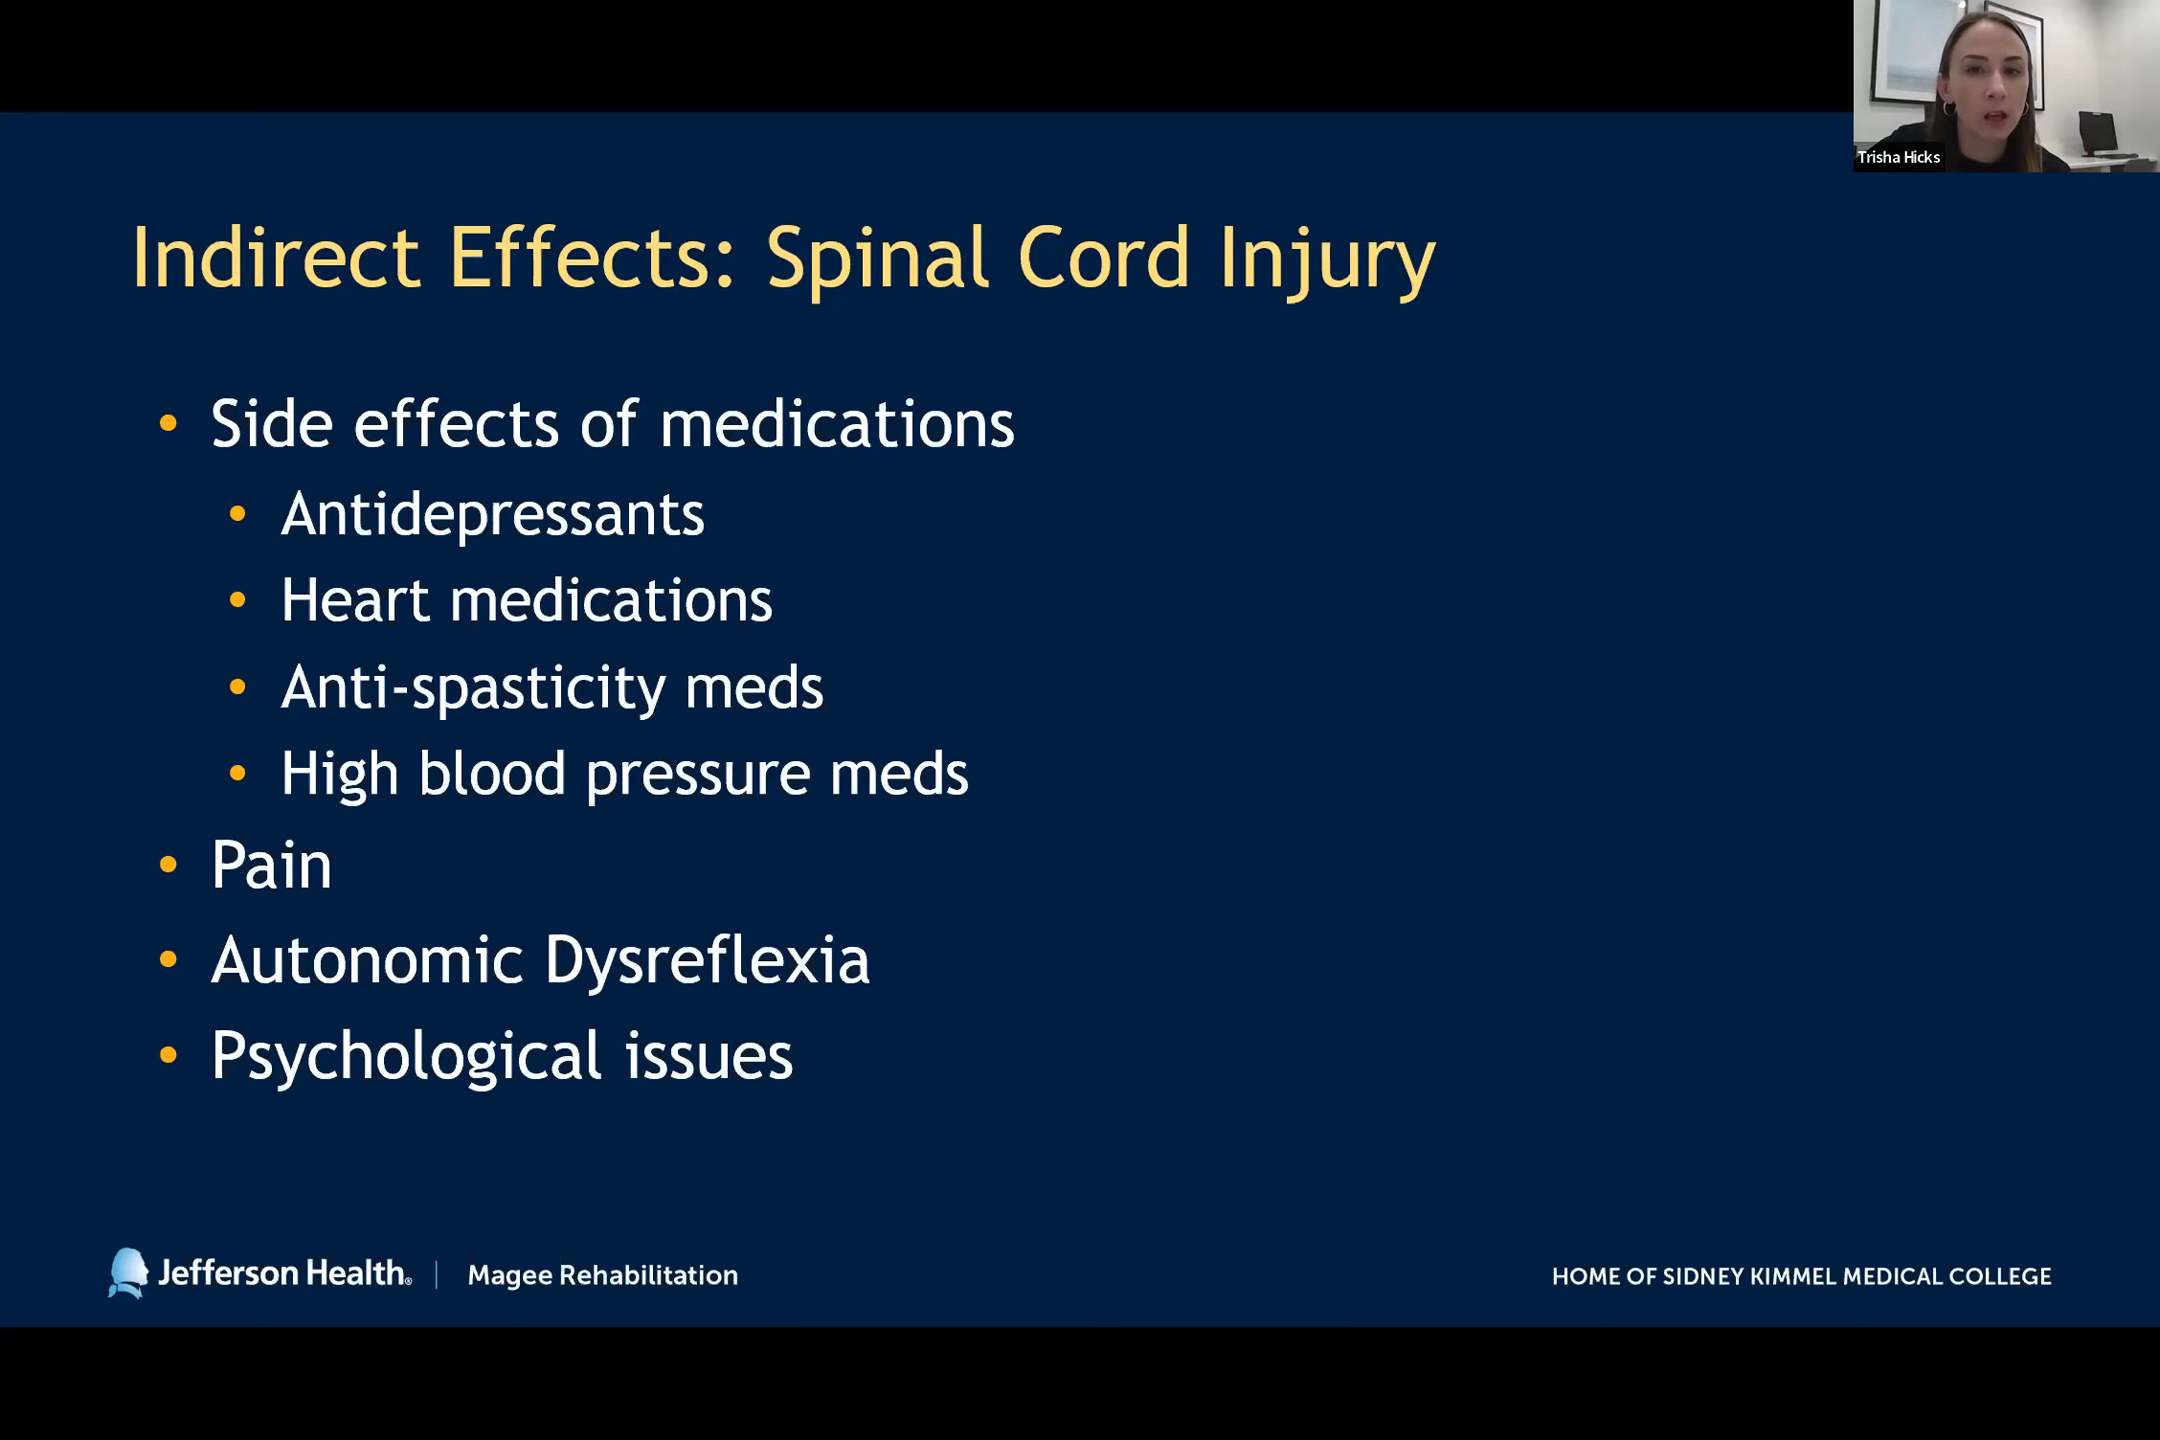 Trisha Hicks
Indirect Effects: Spinal Cord Injury
• Side effects of medications
• Antidepressants
• Heart medications
• Anti-spasticity meds
• High blood pressure meds
• Pain
• Autonomic Dysreflexia
• Psychological issues
Jefferson Health® | Magee Rehabilitation
HOME OF SIDNEY KIMMEL MEDICAL COLLEGE